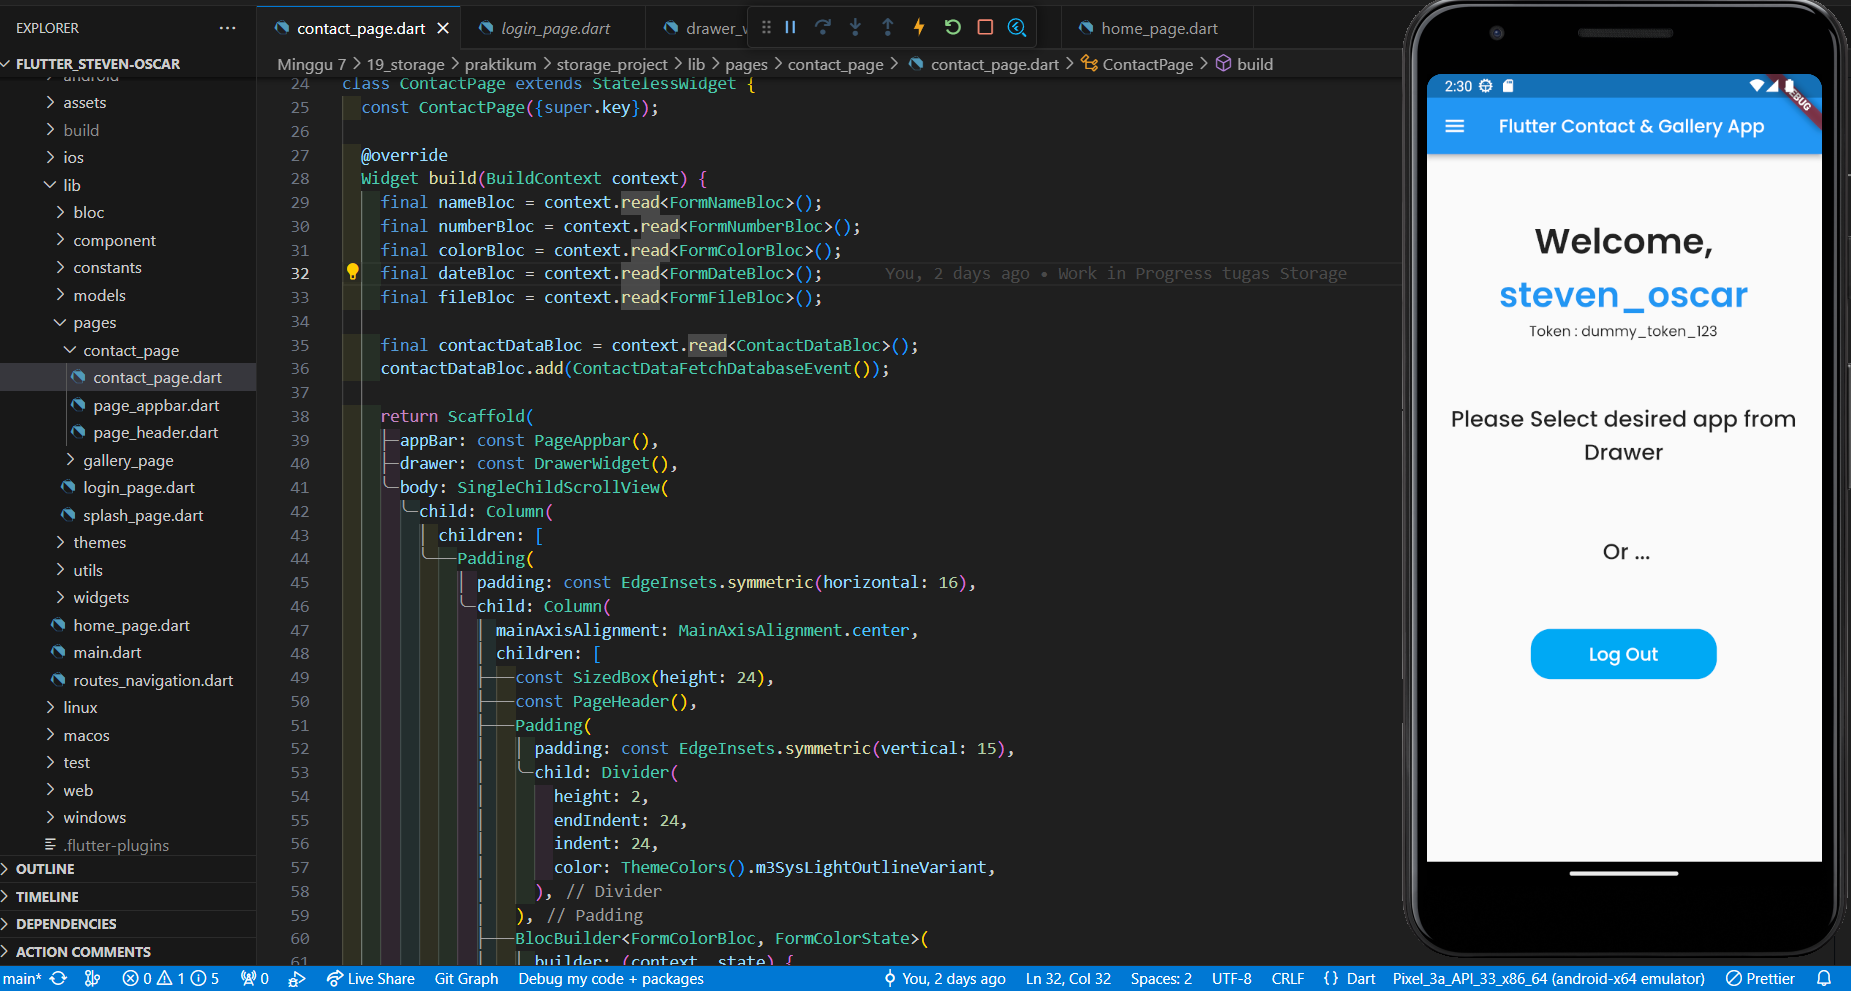 EXPLORER
FLUTTER_STEVEN-OSCAR
android
assets
build
ios
lib
bloc
component
constants
models
pages
contact_page
contact_page.dart
page_appbar.dart
page_header.dart
gallery_page
login_page.dart
splash_page.dart
themes
utils
widgets
home_page.dart
main.dart
routes_navigation.dart
linux
macos
test
web
windows
.flutter-plugins
OUTLINE
TIMELINE
DEPENDENCIES
ACTION COMMENTS
contact_page.dart
login_page.dart
drawer_
home_page.dart
Minggu 7 > 19_storage > praktikum > storage_project > lib > pages > contact_page > contact_page.dart > ContactPage > build
24 class ContactPage extends StatelessWidget {
25 const ContactPage({super.key});
26
27 @override
28 Widget build(BuildContext context) {
29 final nameBloc = context.read<FormNameBloc>();
30 final numberBloc = context.read<FormNumberBloc>();
31 final colorBloc = context.read<FormColorBloc>();
32 final dateBloc = context.read<FormDateBloc>(); You, 2 days ago • Work in Progress tugas Storage
33 final fileBloc = context.read<FormFileBloc>();
34
35 final contactDataBloc = context.read<ContactDataBloc>();
36 contactDataBloc.add(ContactDataFetchDatabaseEvent());
37
38 return Scaffold(
39 appBar: const PageAppbar(),
40 drawer: const DrawerWidget(),
41 body: SingleChildScrollView(
42 child: Column(
43 children: [
44 Padding(
45 padding: const EdgeInsets.symmetric(horizontal: 16),
46 child: Column(
47 mainAxisAlignment: MainAxisAlignment.center,
48 children: [
49 const SizedBox(height: 24),
50 const PageHeader(),
51 Padding(
52 padding: const EdgeInsets.symmetric(vertical: 15),
53 child: Divider(
54 height: 2,
55 endIndent: 24,
56 indent: 24,
57 color: ThemeColors().m3SysLightOutlineVariant,
58 ), // Divider
59 ), // Padding
60 BlocBuilder<FormColorBloc, FormColorState>(
61 builder: (context, state) {
2:30
DEBUG
Flutter Contact & Gallery App
Welcome,
steven_oscar
Token : dummy_token_123
Please Select desired app from
Drawer
Or ...
Log Out
main* 0 1 5 0 Live Share Git Graph Debug my code + packages You, 2 days ago Ln 32, Col 32 Spaces: 2 UTF-8 CRLF {} Dart Pixel_3a_API_33_x86_64 (android-x64 emulator) Prettier